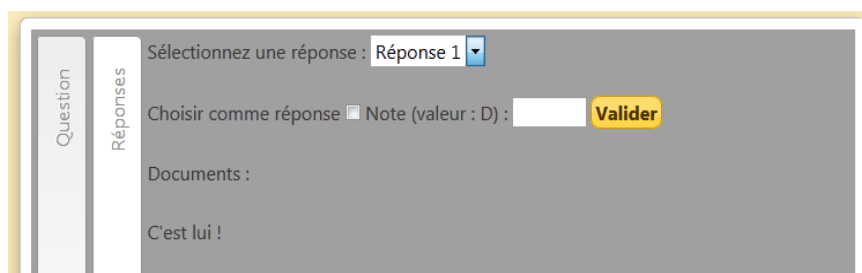 Question
Réponses
Sélectionnez une réponse : Réponse 1
Choisir comme réponse Note (valeur : D) : Valider
Documents :
C'est lui !